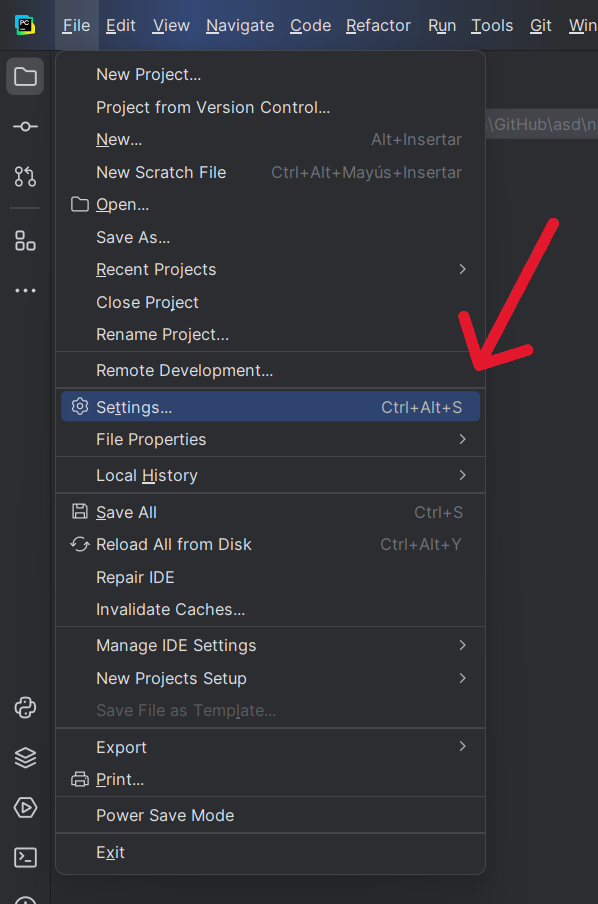 PC
File Edit View Navigate Code Refactor Run Tools Git Win
New Project...
Project from Version Control...
\GitHub\asd\n
New... Alt+Insertar
New Scratch File Ctrl+Alt+Mayús+Insertar
Open...
Save As...
Recent Projects
Close Project
Rename Project...
Remote Development...
Settings... Ctrl+Alt+S
File Properties
Local History
Save All Ctrl+S
Reload All from Disk Ctrl+Alt+Y
Repair IDE
Invalidate Caches...
Manage IDE Settings
New Projects Setup
Save File as Template...
Export
Print...
Power Save Mode
Exit